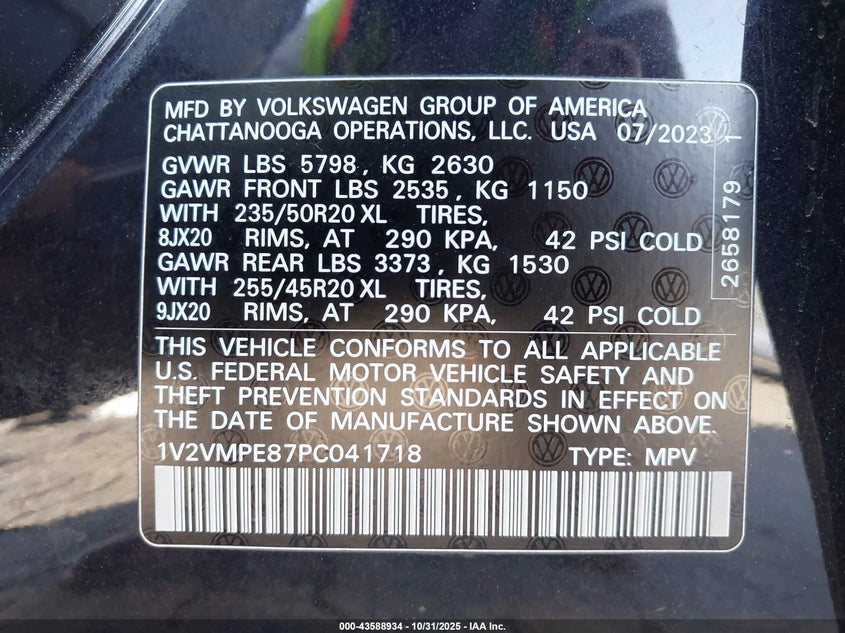 MFD BY VOLKSWAGEN GROUP OF AMERICA
CHATTANOOGA OPERATIONS, LLC. USA 07/2023
GVWR LBS 5798, KG 2630
GAWR FRONT LBS 2535, KG 1150
WITH 235/50R20 XL TIRES,
8JX20 RIMS, AT 290 KPA, 42 PSI COLD
GAWR REAR LBS 3373, KG 1530
WITH 255/45R20 XL TIRES,
9JX20 RIMS, AT 290 KPA, 42 PSI COLD
2658179 1
THIS VEHICLE CONFORMS TO ALL APPLICABLE
U.S. FEDERAL MOTOR VEHICLE SAFETY AND
THEFT PREVENTION STANDARDS IN EFFECT ON
THE DATE OF MANUFACTURE SHOWN ABOVE.
1V2VMPE87PC041718 TYPE: MPV
000-43588934 - 10/31/2025 - IAA Inc.